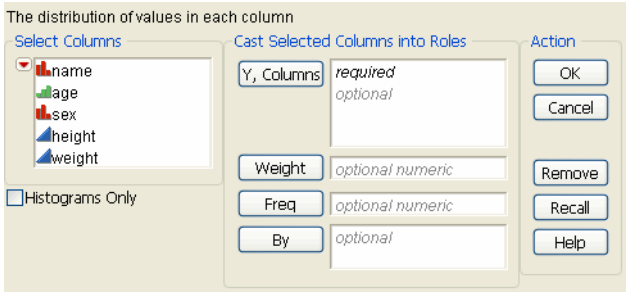 The distribution of values in each column
Select Columns
name
age
sex
height
weight
Histograms Only
Cast Selected Columns into Roles
Y, Columns
required
optional
Weight
optional numeric
Freq
optional numeric
By
optional
Action
OK
Cancel
Remove
Recall
Help